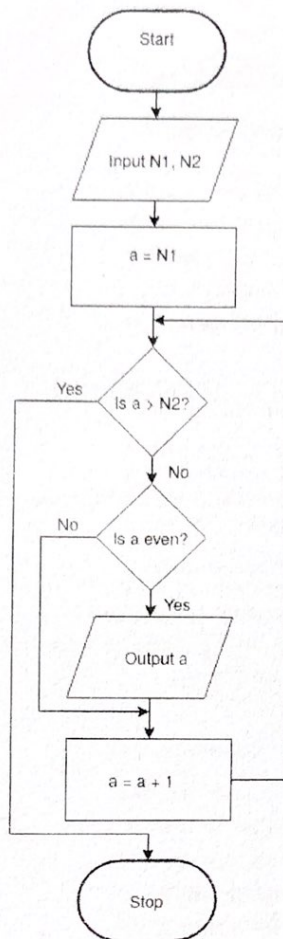 Start
Input N1, N2
a = N1
Is a > N2?
Yes
No
Is a even?
No
Yes
Output a
a = a + 1
Stop